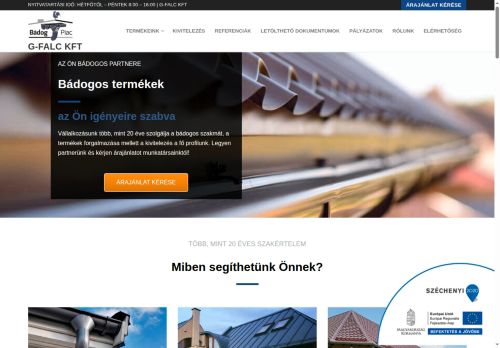 NYITVATARTÁSI IDŐ: HÉTFŐTŐL – PÉNTEK 8:00 – 16:00 | G-FALC KFT
ÁRAJÁNLAT KÉRÉSE
Bádog Piac
G-FALC KFT
TERMÉKEINK
KIVITELEZÉS
REFERENCIÁK
LETÖLTHETŐ DOKUMENTUMOK
PÁLYÁZATOK
RÓLUNK
ELÉRHETŐSÉG
AZ ÖN BÁDOGOS PARTNERE
Bádogos termékek
az Ön igényeire szabva
Vállalkozásunk több, mint 20 éve szolgálja a bádogos szakmát, a
termékek forgalmazása mellett a kivitelezés a fő profilunk. Legyen
partnerünk és kérjen árajánlatot munkatársainktól!
ÁRAJÁNLAT KÉRÉSE
TÖBB, MINT 20 ÉVES SZAKÉRTELEM
Miben segíthetünk Önnek?
SZÉCHENYI 2020
MAGYARORSZÁG
KORMÁNYA
Európai Unió
Európai Regionális
Fejlesztési Alap
BEFEKTETÉS A JÖVŐBE